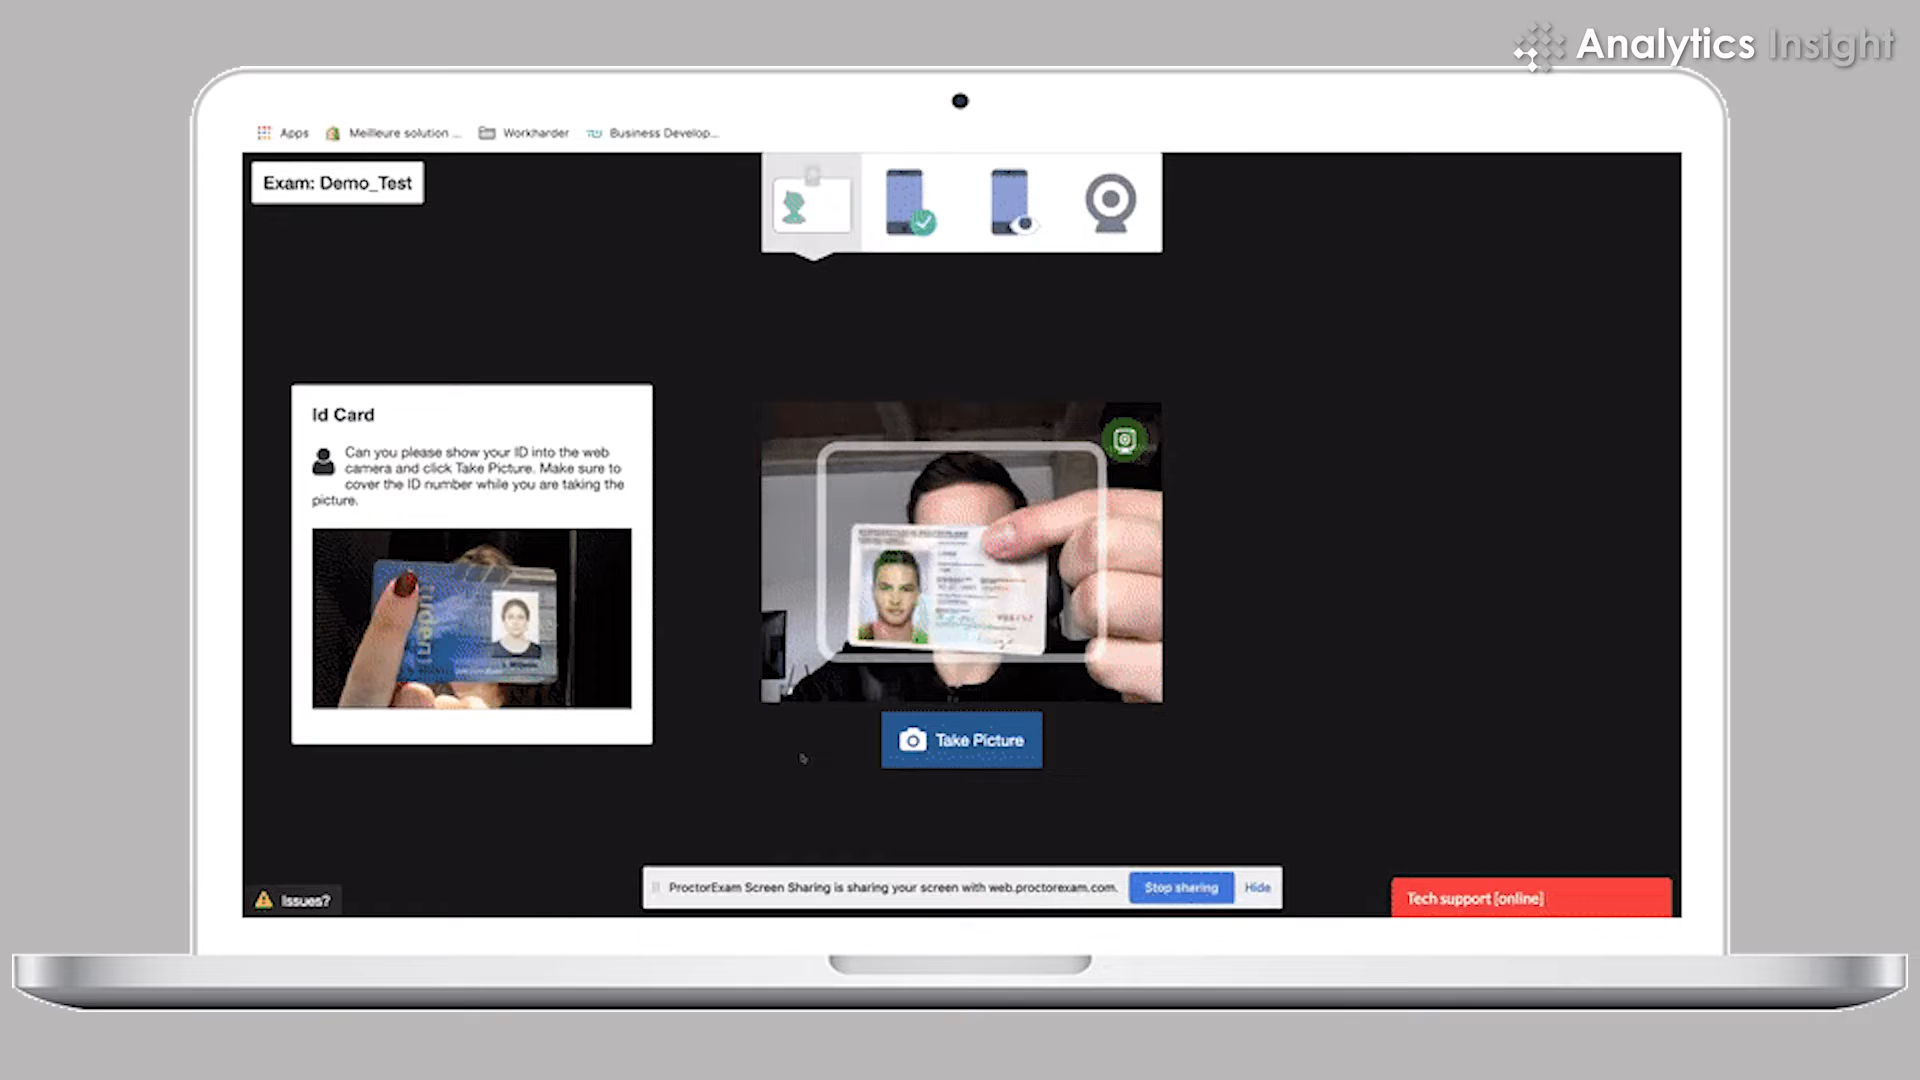 Analytics Insight
Apps
Meilleure solution ...
Workharder
Business Develop...
Exam: Demo_Test
Id Card
Can you please show your ID into the web
camera and click Take Picture. Make sure to
cover the ID number while you are taking the
picture.
Take Picture
ProctorExam Screen Sharing is sharing your screen with web.proctorexam.com.
Stop sharing
Hide
Issues?
Tech support [online]